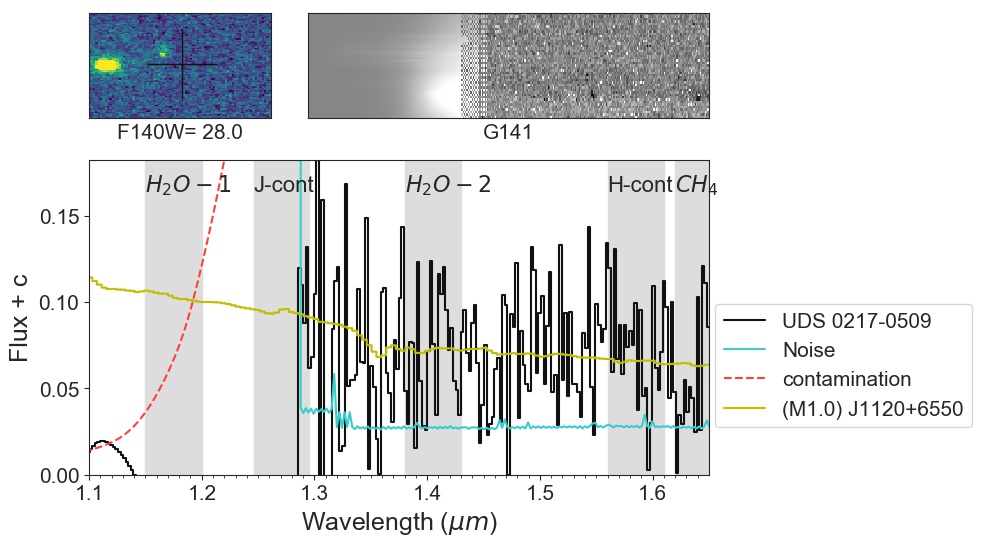 F140W= 28.0
G141
H₂O − 1
J-cont
H₂O − 2
H-cont
CH₄
Flux + c
0.15
0.10
0.05
0.00
1.1
1.2
1.3
1.4
1.5
1.6
Wavelength (μm)
UDS 0217-0509
Noise
contamination
(M1.0) J1120+6550